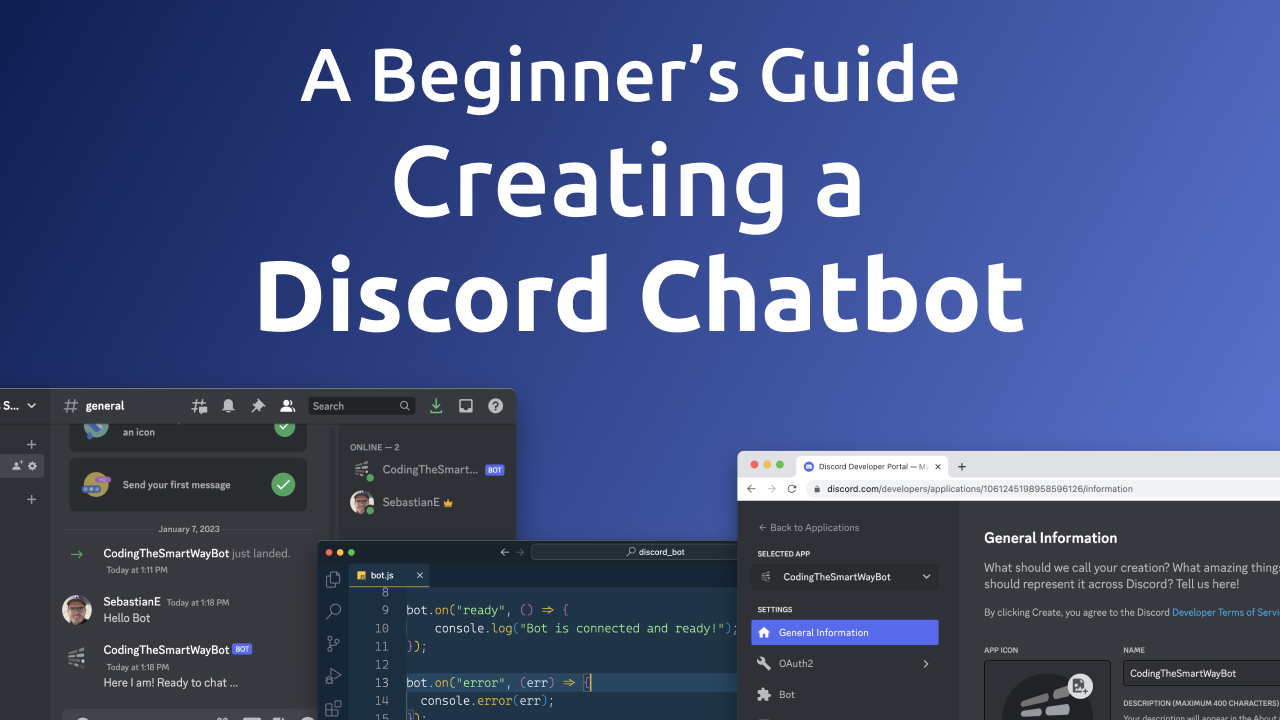 A Beginner’s Guide
Creating a
Discord Chatbot
S...
# general
Search
an icon
Send your first message
January 7, 2023
CodingTheSmartWayBot just landed.
Today at 1:11 PM
SebastianE Today at 1:18 PM
Hello Bot
CodingTheSmartWayBot BOT
Today at 1:18 PM
Here I am! Ready to chat ...
ONLINE — 2
CodingTheSmart... BOT
SebastianE
discord_bot
bot.js
8
9 bot.on("ready", () => {
10 console.log("Bot is connected and ready!");
11 });
12
13 bot.on("error", (err) => {
14 console.error(err);
15 });
Discord Developer Portal — My
discord.com/developers/applications/1061245198958596126/information
Back to Applications
SELECTED APP
CodingTheSmartWayBot
SETTINGS
General Information
OAuth2
Bot
General Information
What should we call your creation? What amazing things
should represent it across Discord? Tell us here!
By clicking Create, you agree to the Discord Developer Terms of Servi
APP ICON
NAME
CodingTheSmartWayBot
DESCRIPTION (MAXIMUM 400 CHARACTERS)
Your description will appear in the Abou